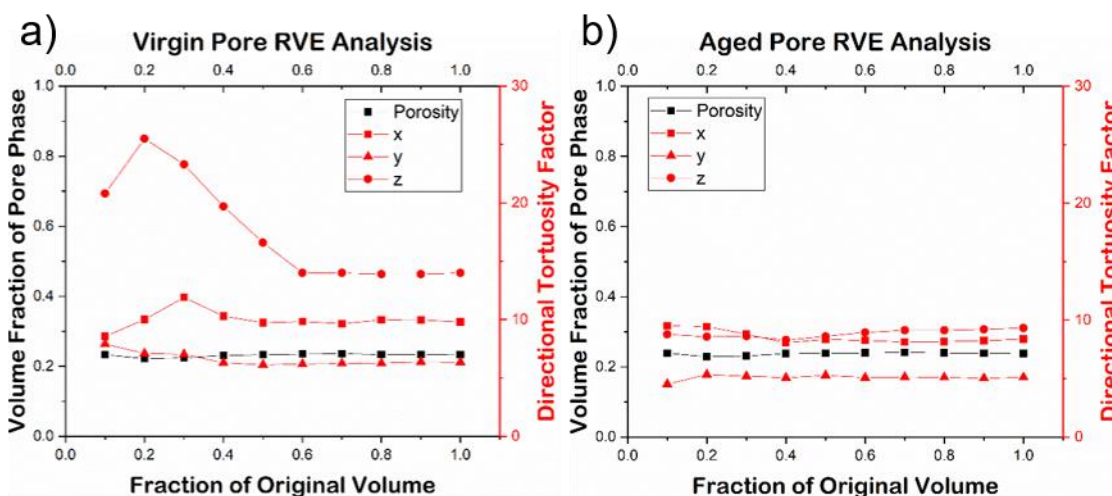 a)
Virgin Pore RVE Analysis
0.0 0.2 0.4 0.6 0.8 1.0
Volume Fraction of Pore Phase
1.0
0.8
0.6
0.4
0.2
0.0
Porosity
x
y
z
30
20
10
0
Directional Tortuosity Factor
0.0 0.2 0.4 0.6 0.8 1.0
Fraction of Original Volume
b)
Aged Pore RVE Analysis
0.0 0.2 0.4 0.6 0.8 1.0
Volume Fraction of Pore Phase
1.0
0.8
0.6
0.4
0.2
0.0
Porosity
x
y
z
30
20
10
0
Directional Tortuosity Factor
0.0 0.2 0.4 0.6 0.8 1.0
Fraction of Original Volume